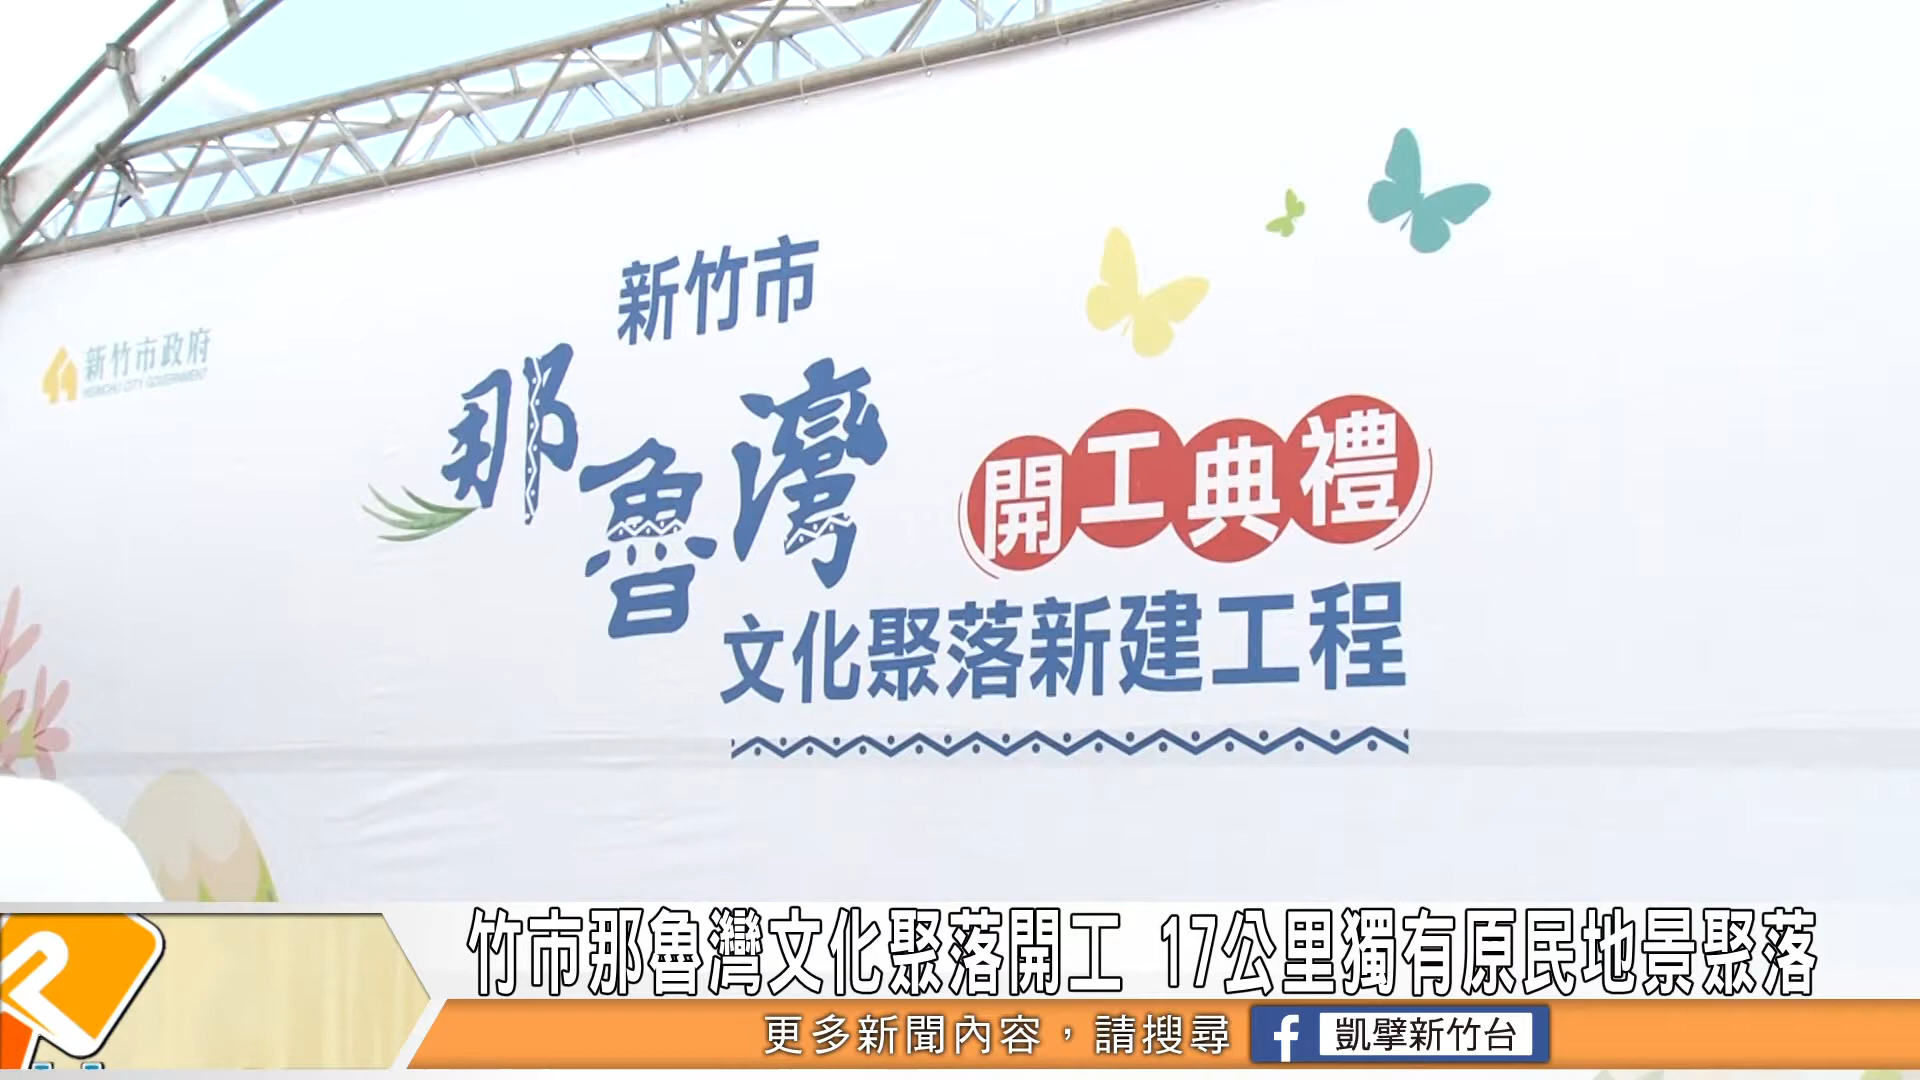 新竹市政府
HSINCHU CITY GOVERNMENT
新竹市
那魯灣
開工典禮
文化聚落新建工程
竹市那魯灣文化聚落開工 17公里獨有原民地景聚落
更多新聞內容，請搜尋 f 凱擘新竹台